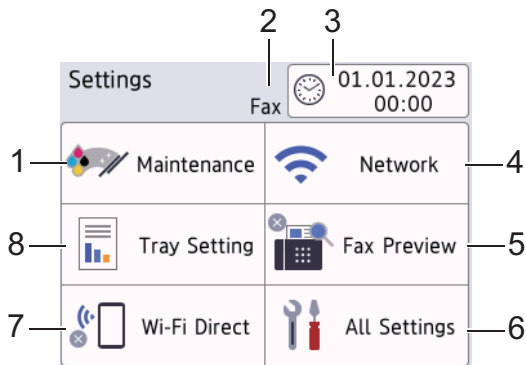 2 3
Settings
Fax
01.01.2023
00:00
1 Maintenance Network 4
8 Tray Setting Fax Preview 5
7 Wi-Fi Direct All Settings 6